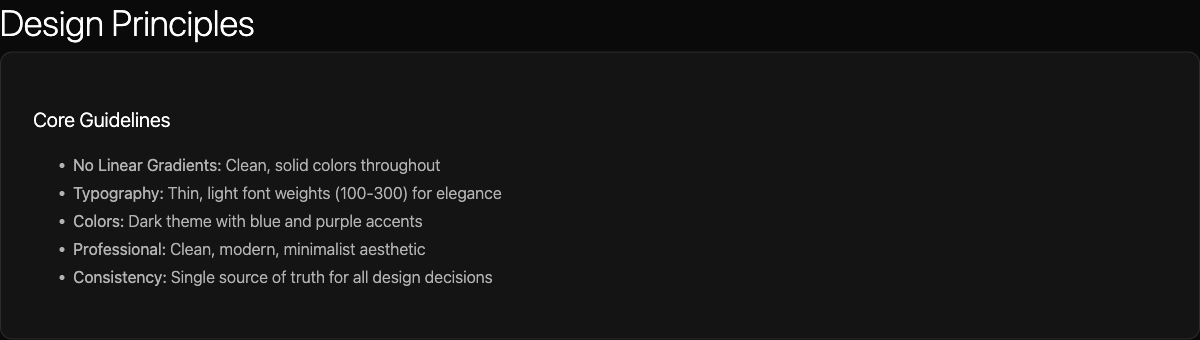 Design Principles
Core Guidelines
• No Linear Gradients: Clean, solid colors throughout
• Typography: Thin, light font weights (100-300) for elegance
• Colors: Dark theme with blue and purple accents
• Professional: Clean, modern, minimalist aesthetic
• Consistency: Single source of truth for all design decisions